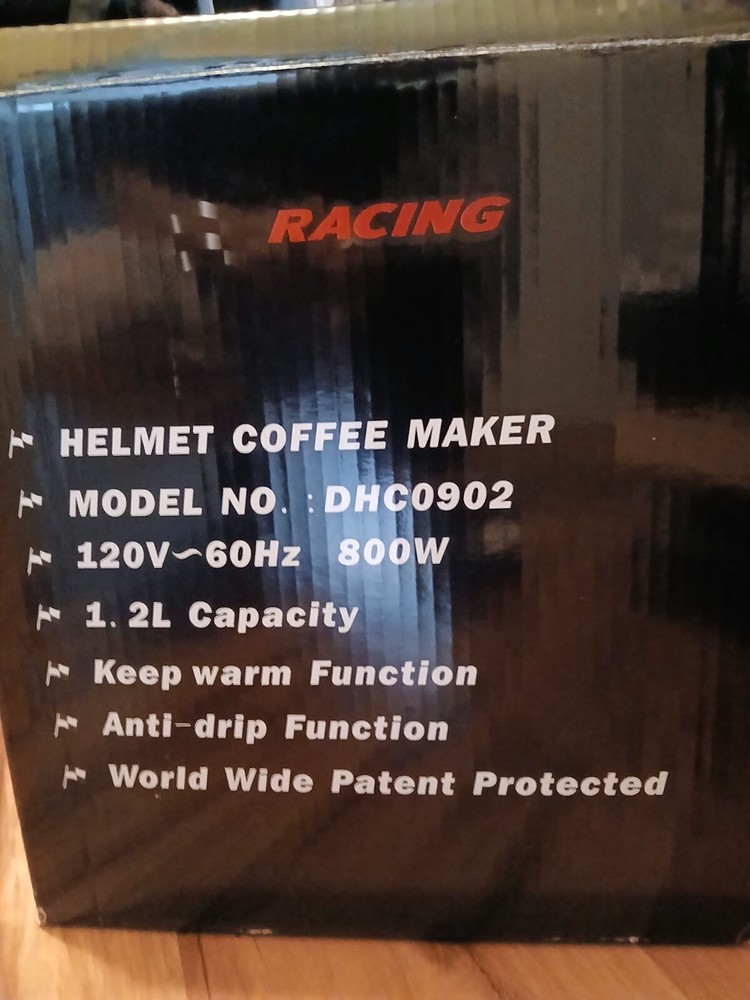 RACING
HELMET COFFEE MAKER
MODEL NO. : DHC0902
120V~60Hz 800W
1.2L Capacity
Keep warm Function
Anti-drip Function
World Wide Patent Protected